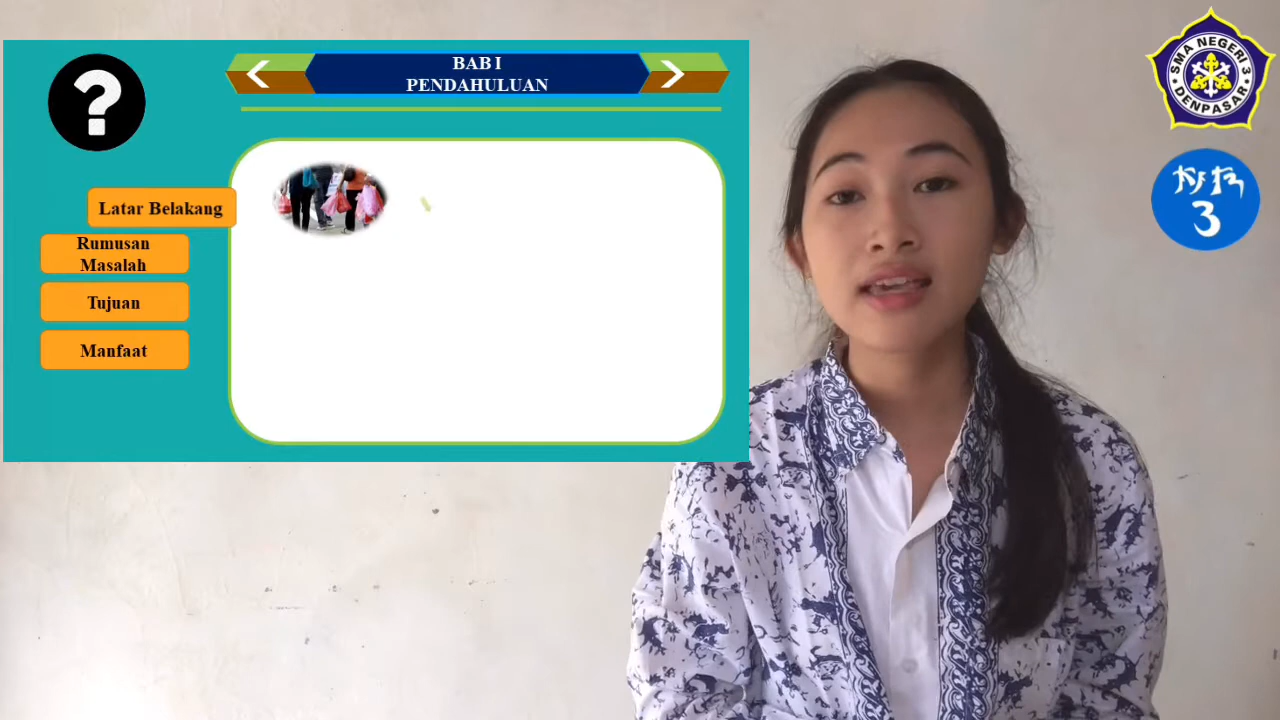 BAB I
PENDAHULUAN
Latar Belakang
Rumusan
Masalah
Tujuan
Manfaat
SMA NEGERI 3
DENPASAR
3